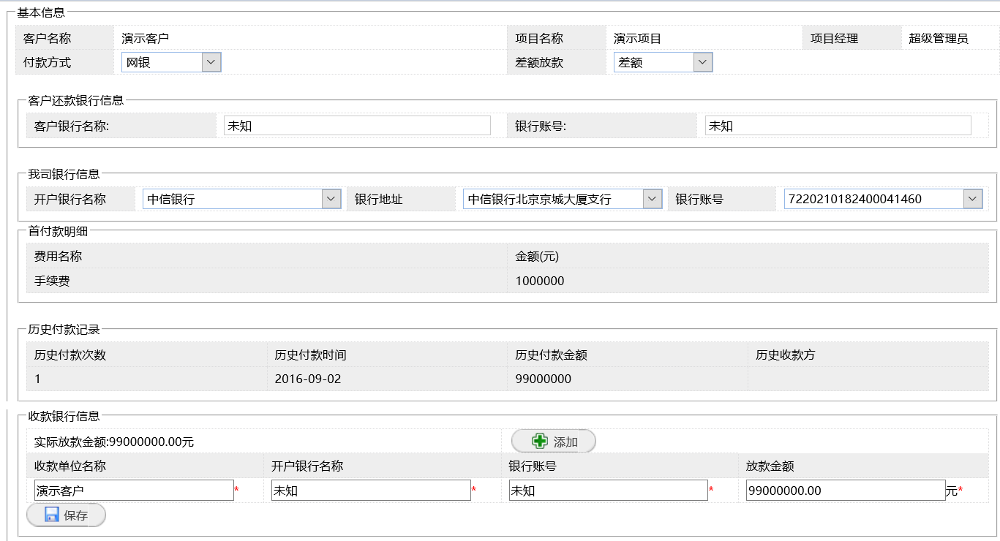 基本信息
客户名称 演示客户 项目名称 演示项目 项目经理 超级管理员
付款方式 网银 差额放款 差额
客户还款银行信息
客户银行名称: 未知 银行账号: 未知
我司银行信息
开户银行名称 中信银行 银行地址 中信银行北京京城大厦支行 银行账号 7220210182400041460
首付款明细
费用名称 金额(元)
手续费 1000000
历史付款记录
历史付款次数 历史付款时间 历史付款金额 历史收款方
1 2016-09-02 99000000
收款银行信息
实际放款金额:99000000.00元 添加
收款单位名称 开户银行名称 银行账号 放款金额
演示客户* 未知* 未知* 99000000.00元*
保存